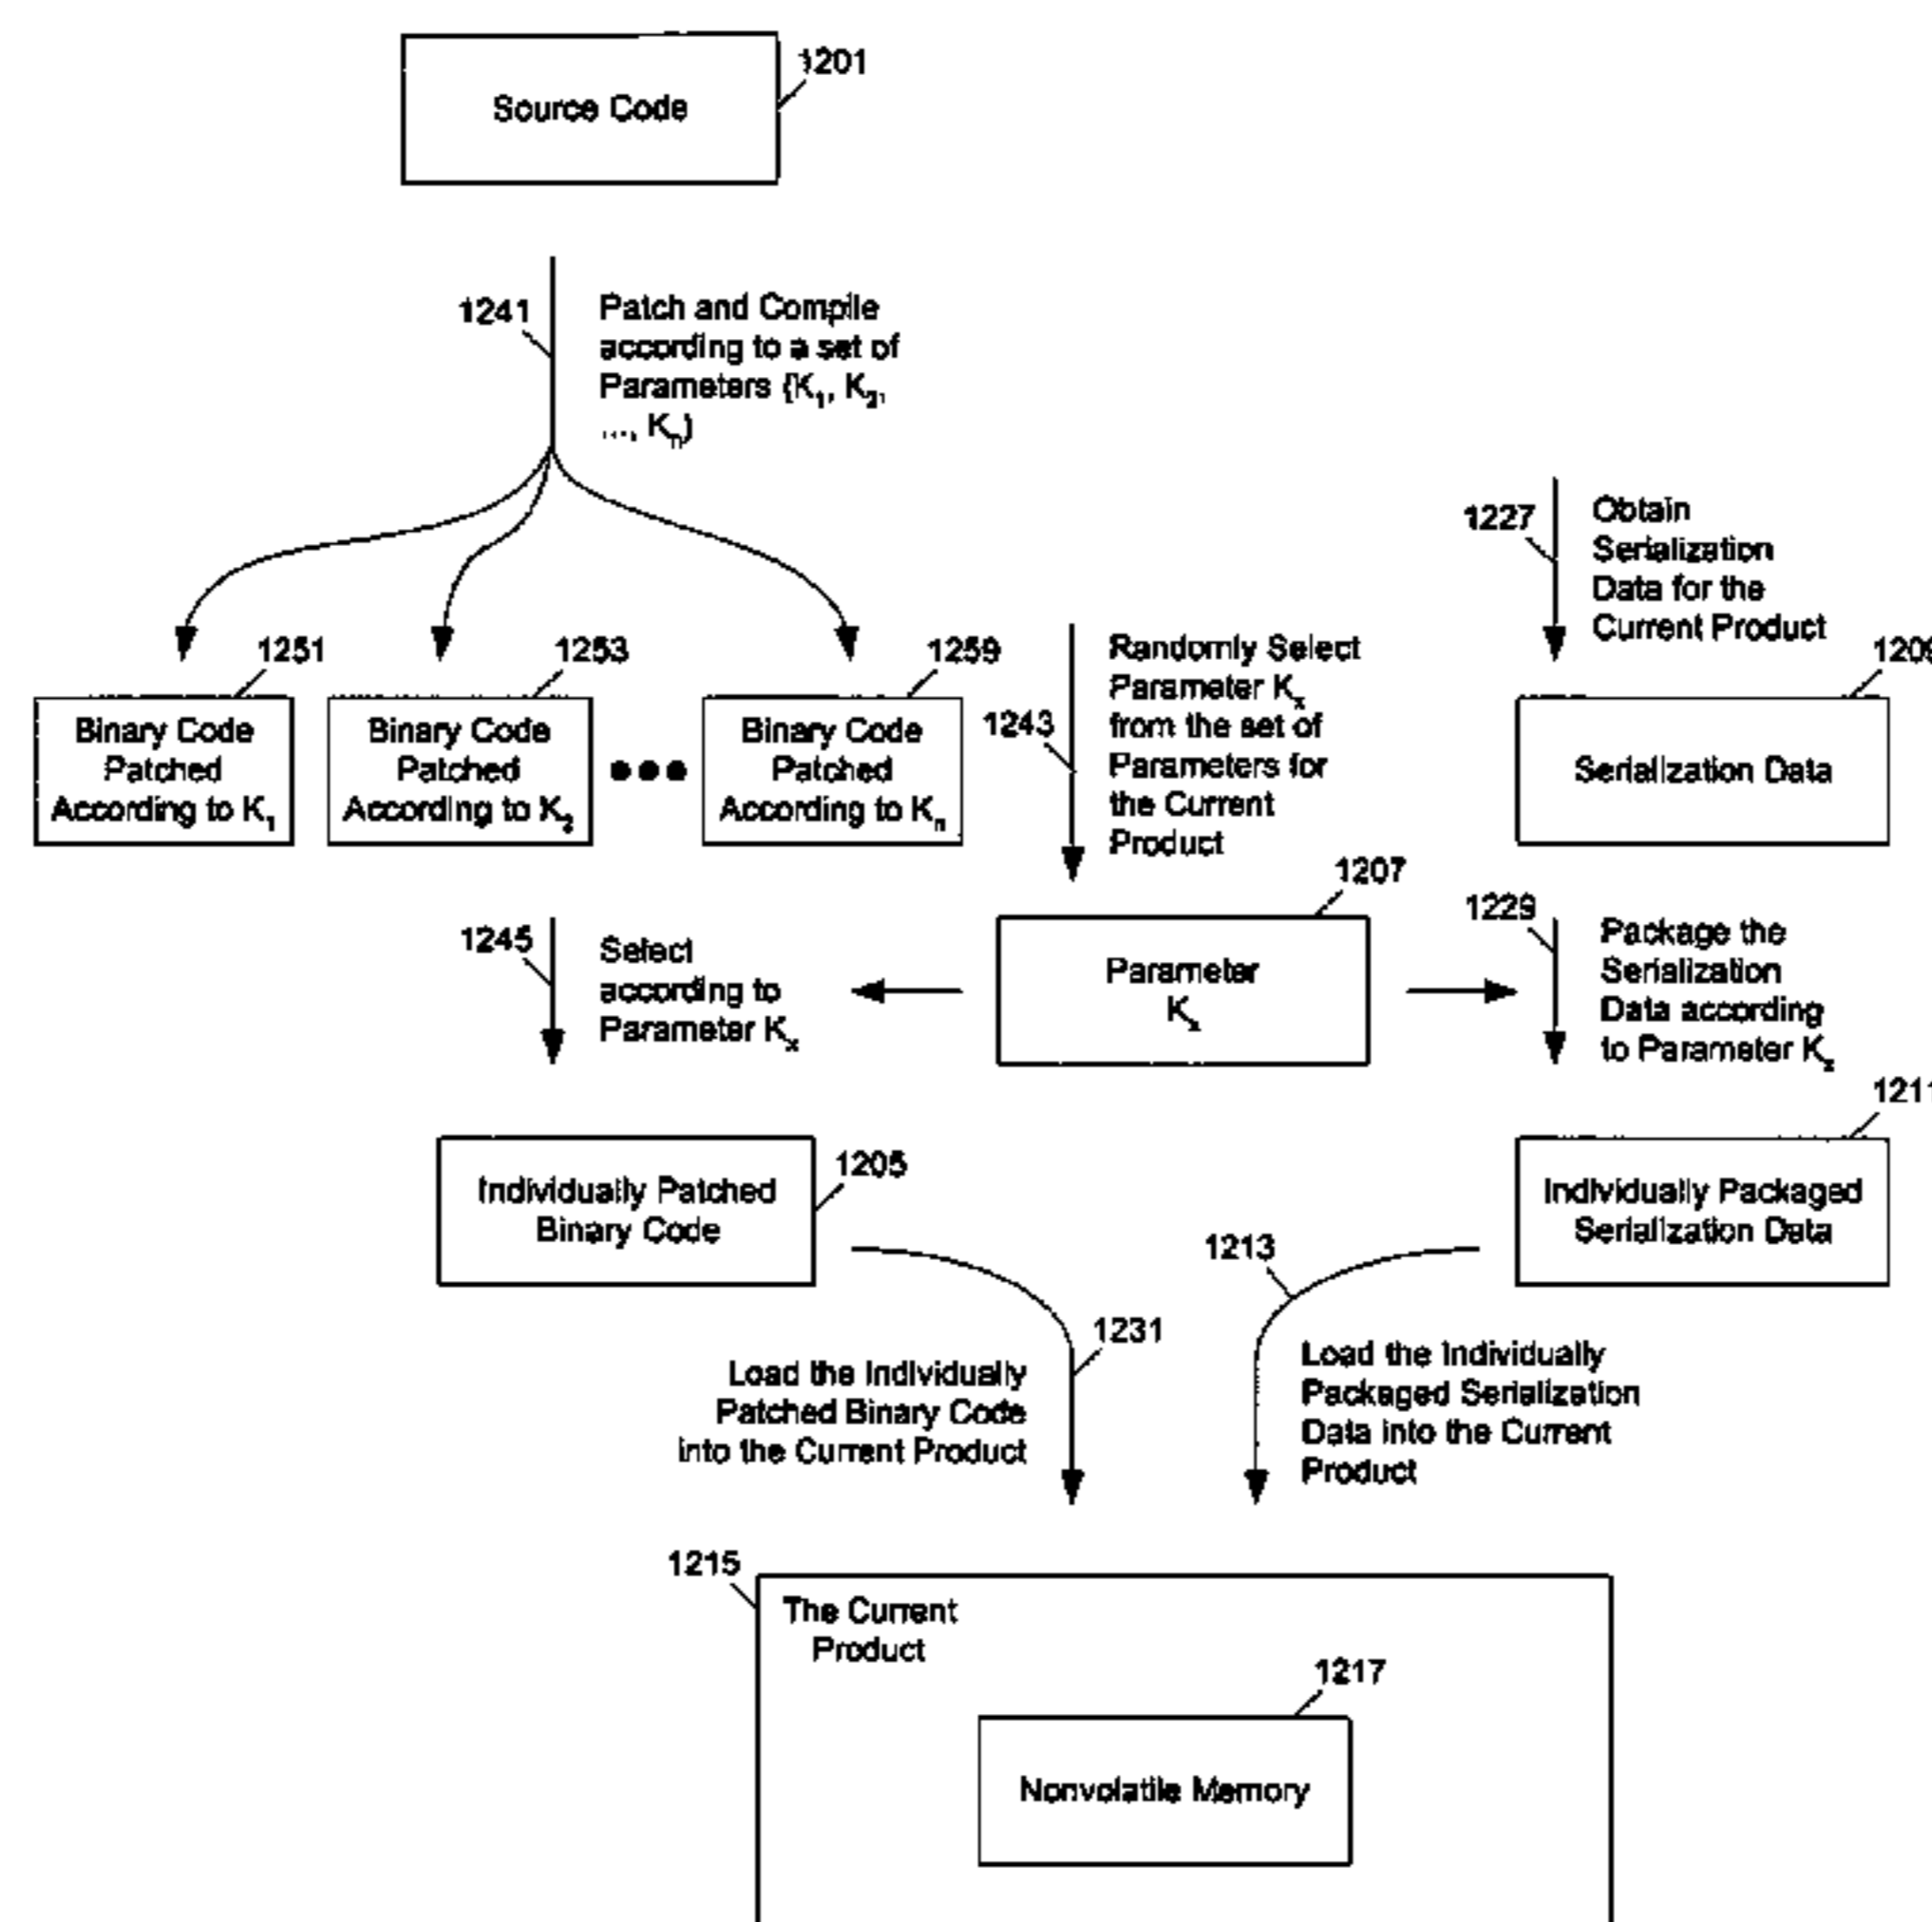 1201
Source Code
1241
Patch and Compile
according to a set of
Parameters {K₁, K₂,
..., Kₙ}
1227
Obtain
Serialization
Data for the
Current Product
1251
1253
1259
1209
Binary Code
Patched
According to K₁
Binary Code
Patched
According to K₂
Binary Code
Patched
According to Kₙ
1243
Randomly Select
Parameter Kₓ
from the set of
Parameters for
the Current
Product
Serialization Data
1207
1245
Select
according to
Parameter Kₓ
Parameter
Kₓ
1229
Package the
Serialization
Data according
to Parameter Kₓ
1211
1205
Individually Patched
Binary Code
Individually Packaged
Serialization Data
1213
1231
Load the Individually
Patched Binary Code
into the Current Product
Load the Individually
Packaged Serialization
Data into the Current
Product
1215
The Current
Product
1217
Nonvolatile Memory